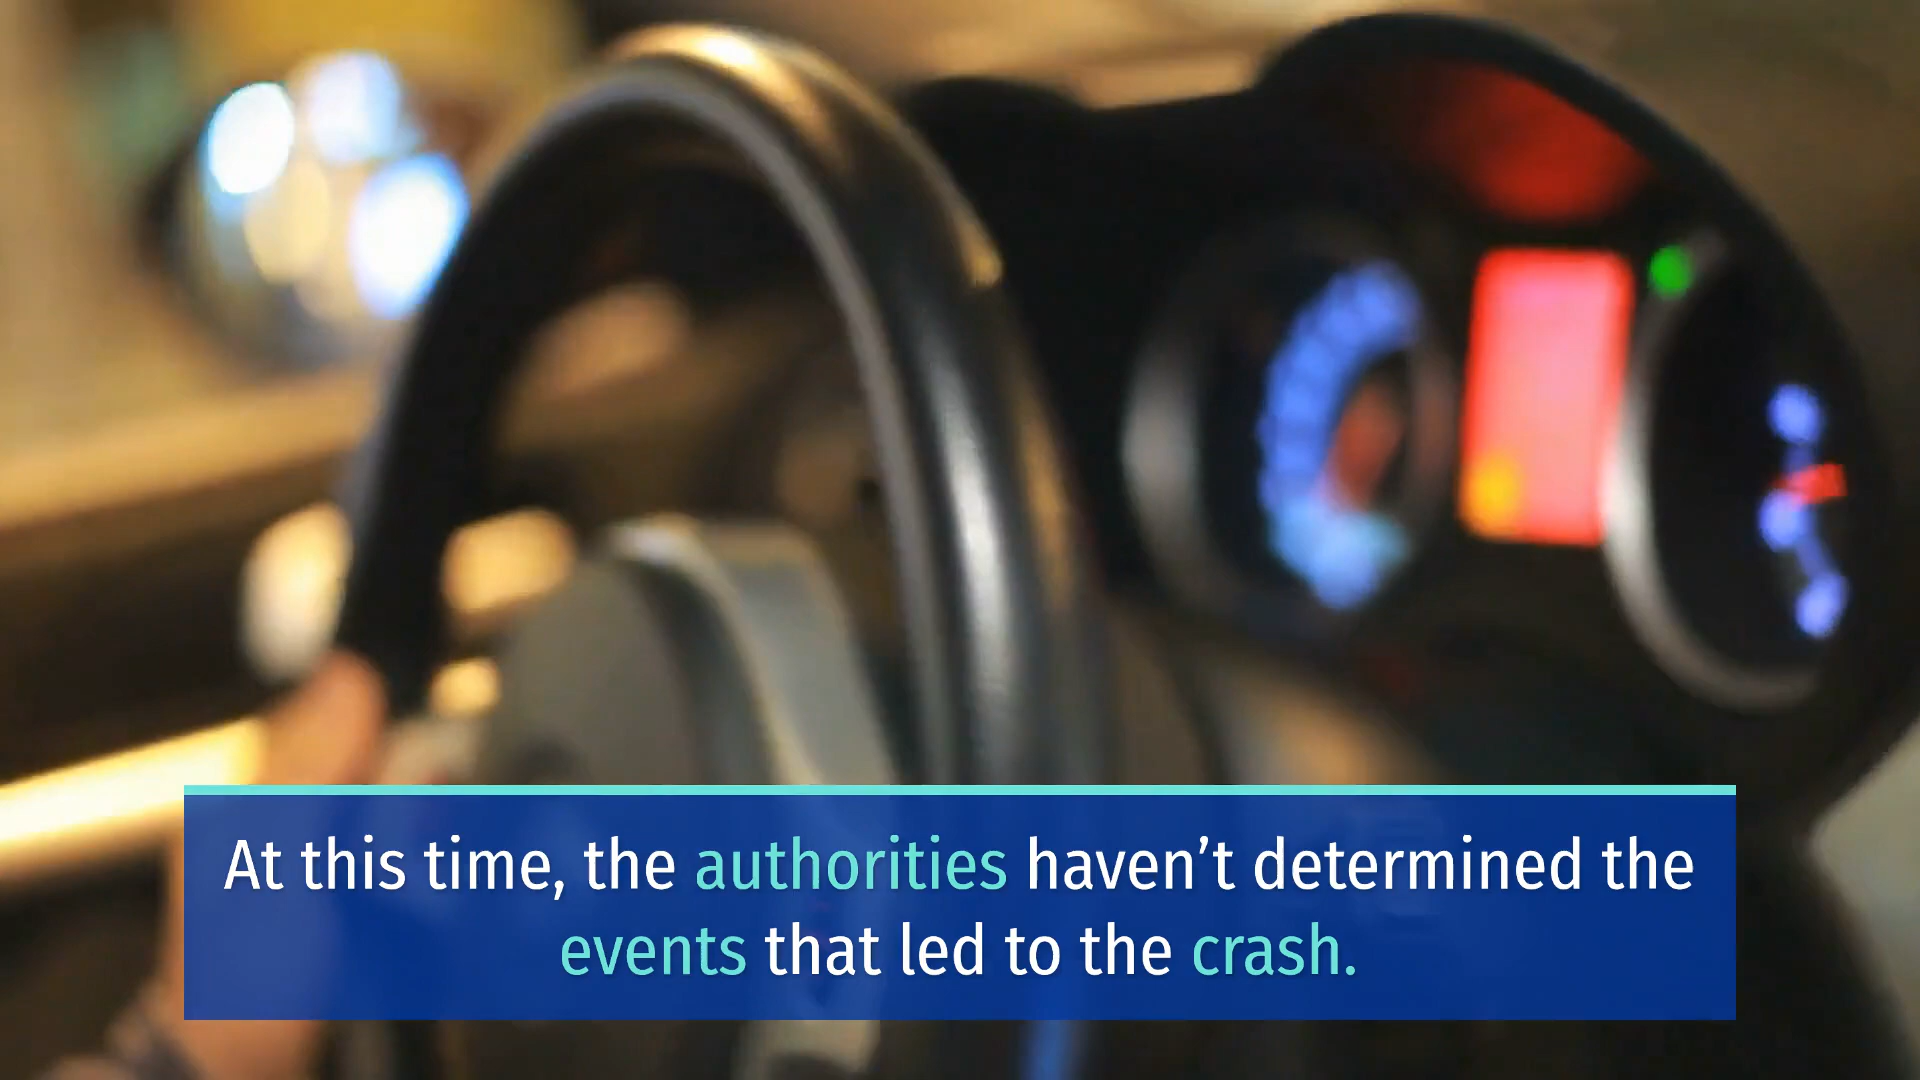 At this time, the authorities haven’t determined the
events that led to the crash.